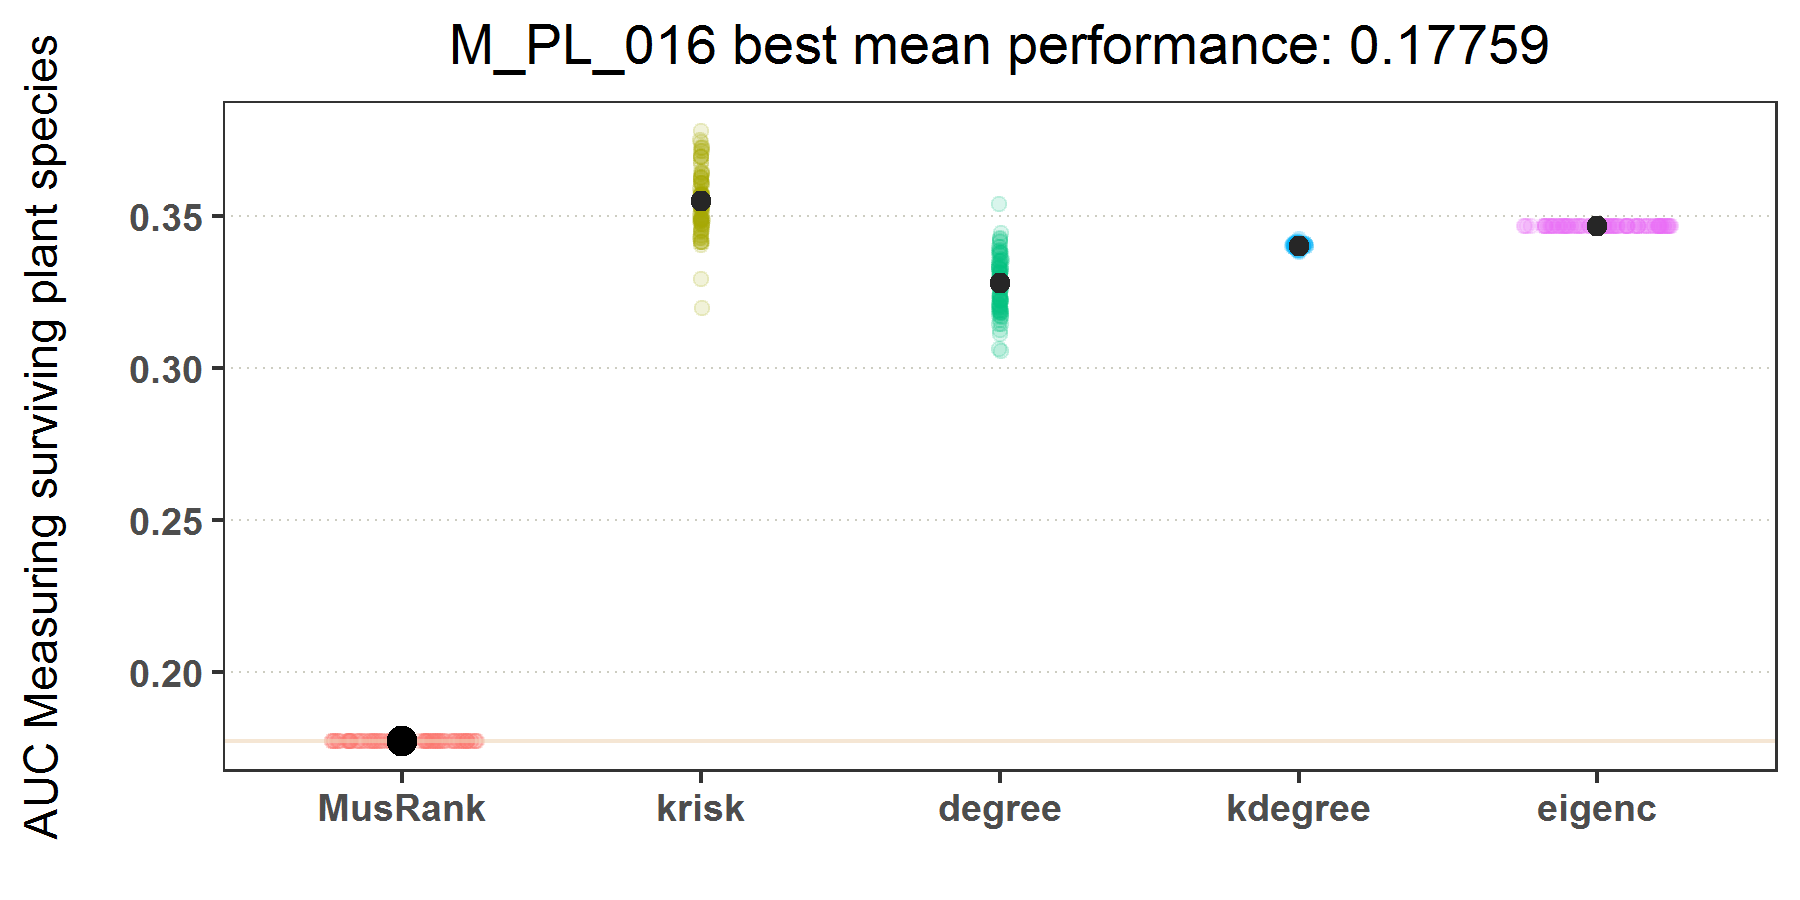 M_PL_016 best mean performance: 0.17759
AUC Measuring surviving plant species
0.35
0.30
0.25
0.20
MusRank
krisk
degree
kdegree
eigenc